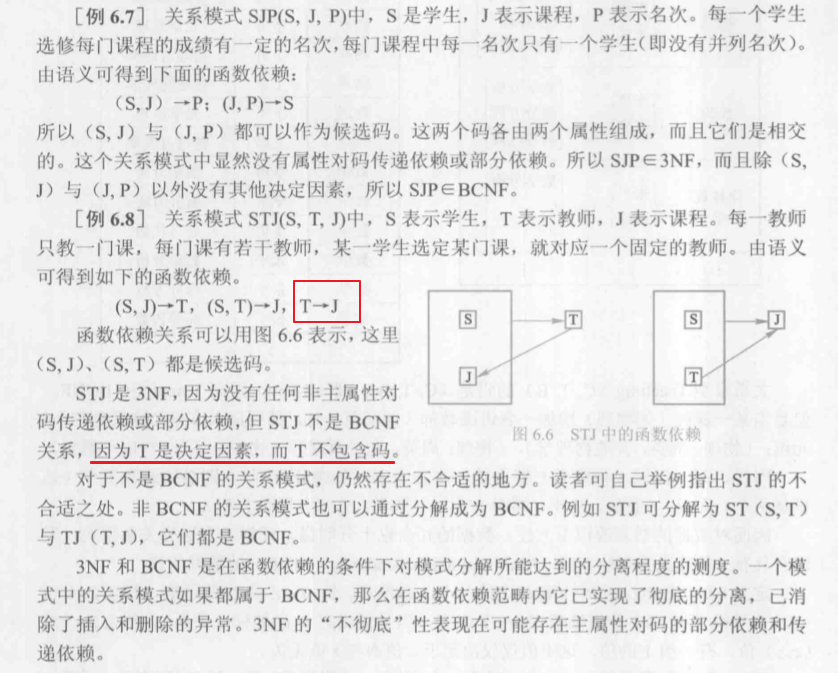 [例 6.7] 关系模式 SJP(S, J, P)中，S 是学生，J 表示课程，P 表示名次。每一个学生
选修每门课程的成绩有一定的名次，每门课程中每一名次只有一个学生(即没有并列名次)。
由语义可得到下面的函数依赖：
(S, J) →P；(J, P)→S
所以 (S, J) 与 (J, P) 都可以作为候选码。这两个码各由两个属性组成，而且它们是相交
的。这个关系模式中显然没有属性对码传递依赖或部分依赖。所以 SJP∈3NF，而且除 (S,
J) 与 (J, P) 以外没有其他决定因素，所以 SJP∈BCNF。
[例 6.8] 关系模式 STJ(S, T, J)中，S 表示学生，T 表示教师，J 表示课程。每一教师
只教一门课，每门课有若干教师，某一学生选定某门课，就对应一个固定的教师。由语义
可得到如下的函数依赖。
(S, J)→T，(S, T)→J，T→J
函数依赖关系可以用图 6.6 表示，这里
(S, J)、(S, T) 都是候选码。
STJ 是 3NF，因为没有任何非主属性对
码传递依赖或部分依赖，但 STJ 不是 BCNF
关系，因为 T 是决定因素，而 T 不包含码。
S
T
J
S
J
T
图 6.6 STJ 中的函数依赖
对于不是 BCNF 的关系模式，仍然存在不合适的地方。读者可自己举例指出 STJ 的不
合适之处。非 BCNF 的关系模式也可以通过分解成为 BCNF。例如 STJ 可分解为 ST (S, T)
与 TJ (T, J)，它们都是 BCNF。
3NF 和 BCNF 是在函数依赖的条件下对模式分解所能达到的分离程度的测度。一个模
式中的关系模式如果都属于 BCNF，那么在函数依赖范畴内它已实现了彻底的分离，已消
除了插入和删除的异常。3NF 的“不彻底”性表现在可能存在主属性对码的部分依赖和传
递依赖。